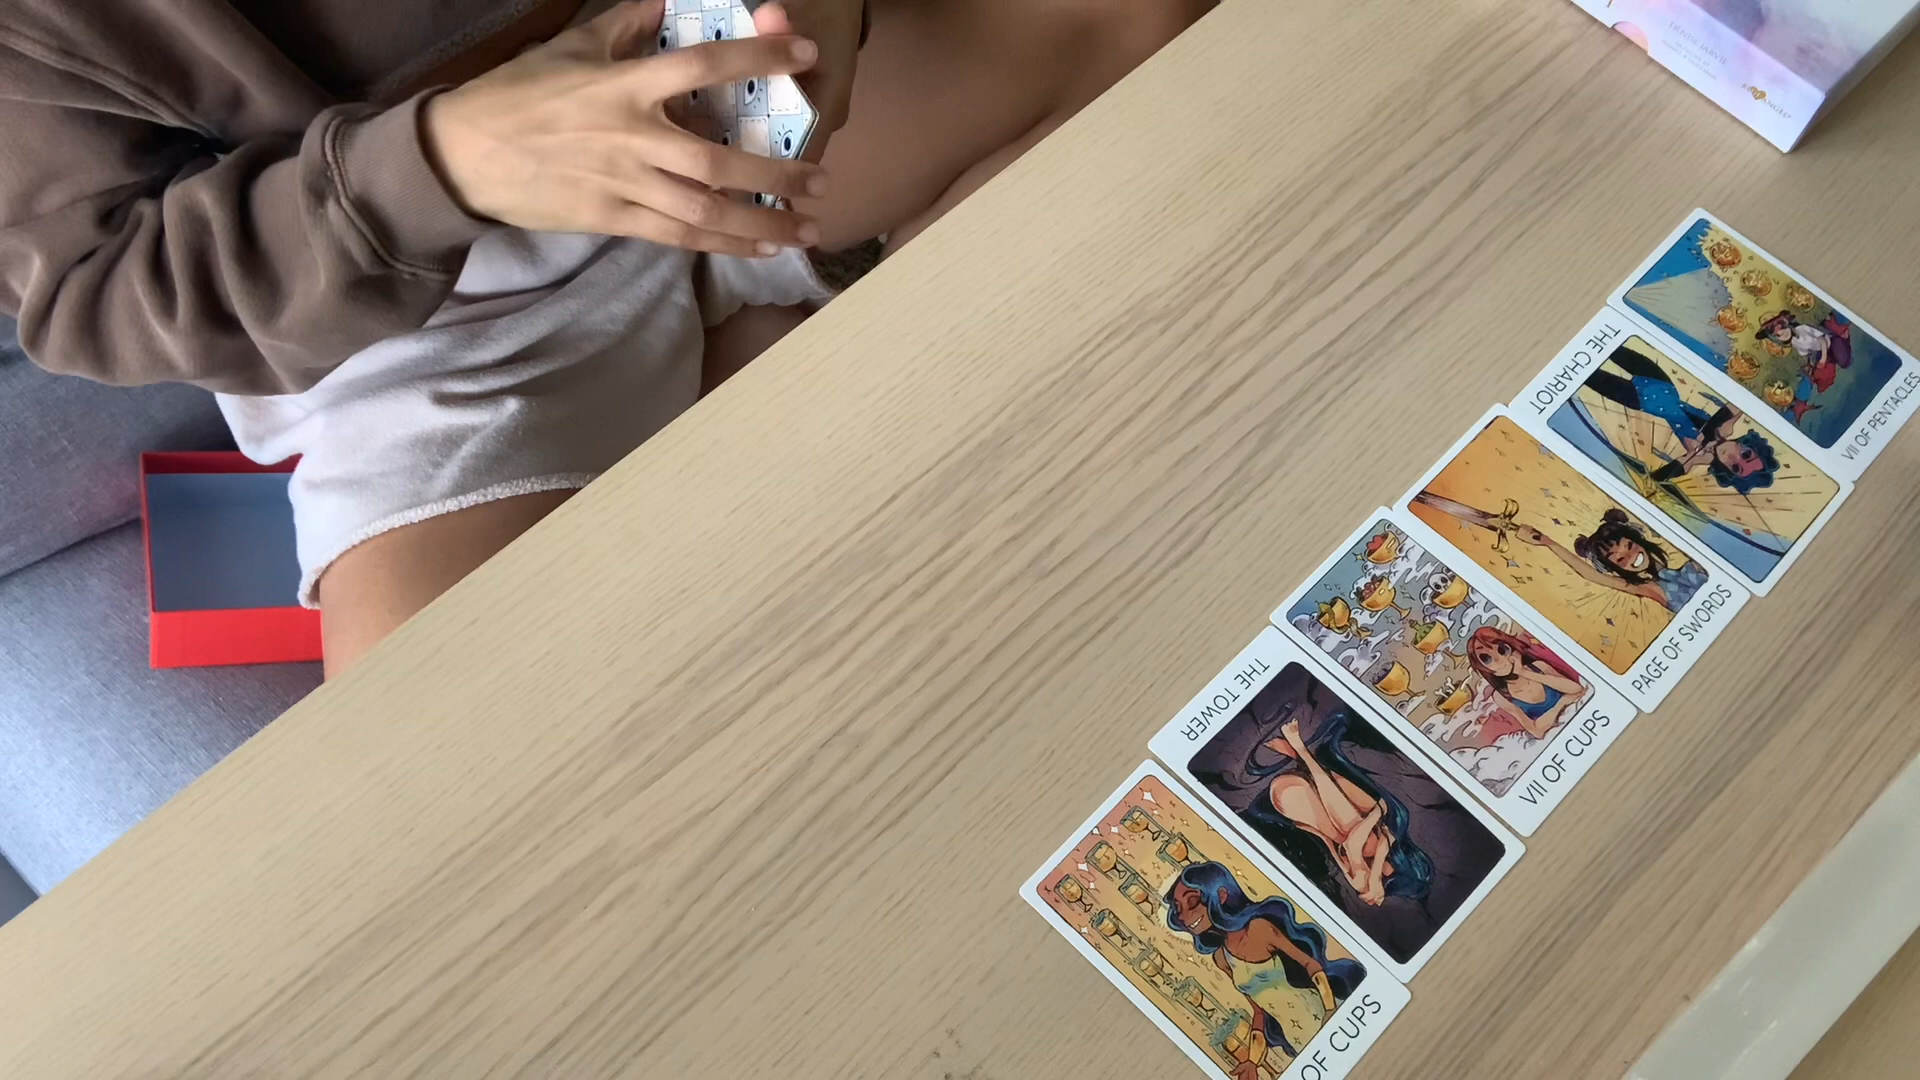 VII OF PENTACLES
THE CHARIOT
PAGE OF SWORDS
VII OF CUPS
THE TOWER
OF CUPS